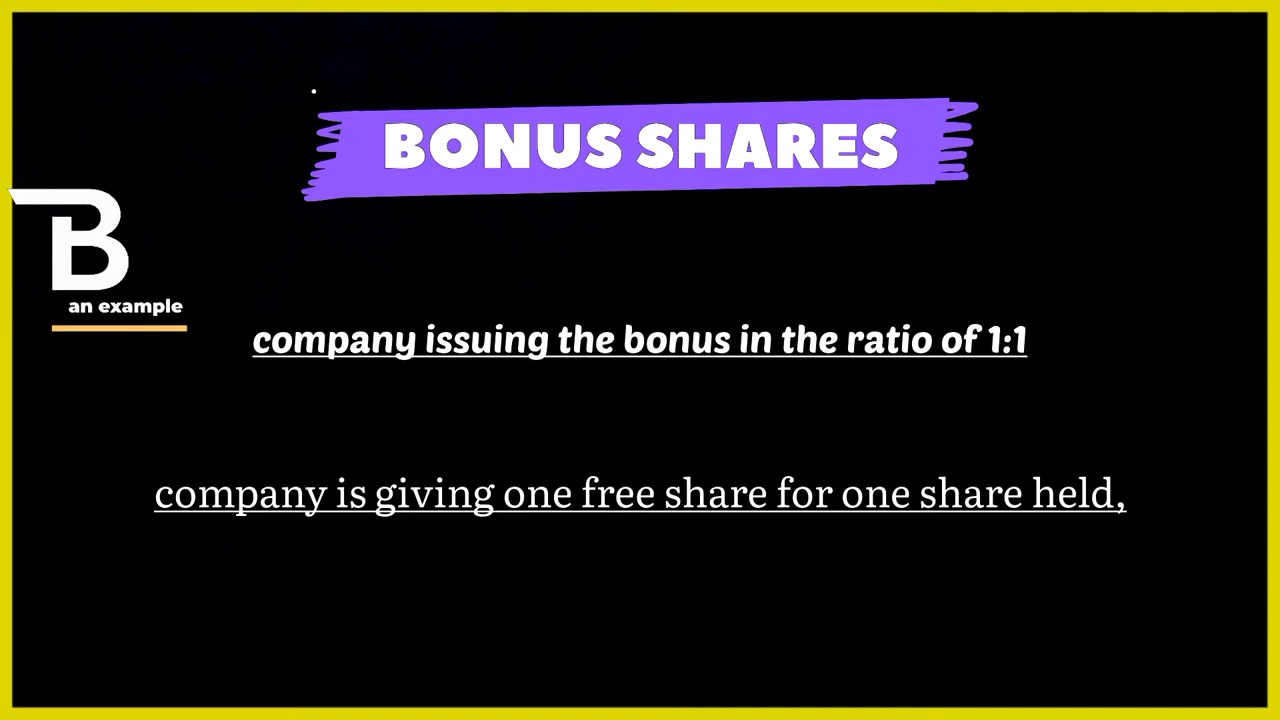 BONUS SHARES
B
an example
company issuing the bonus in the ratio of 1:1
company is giving one free share for one share held,